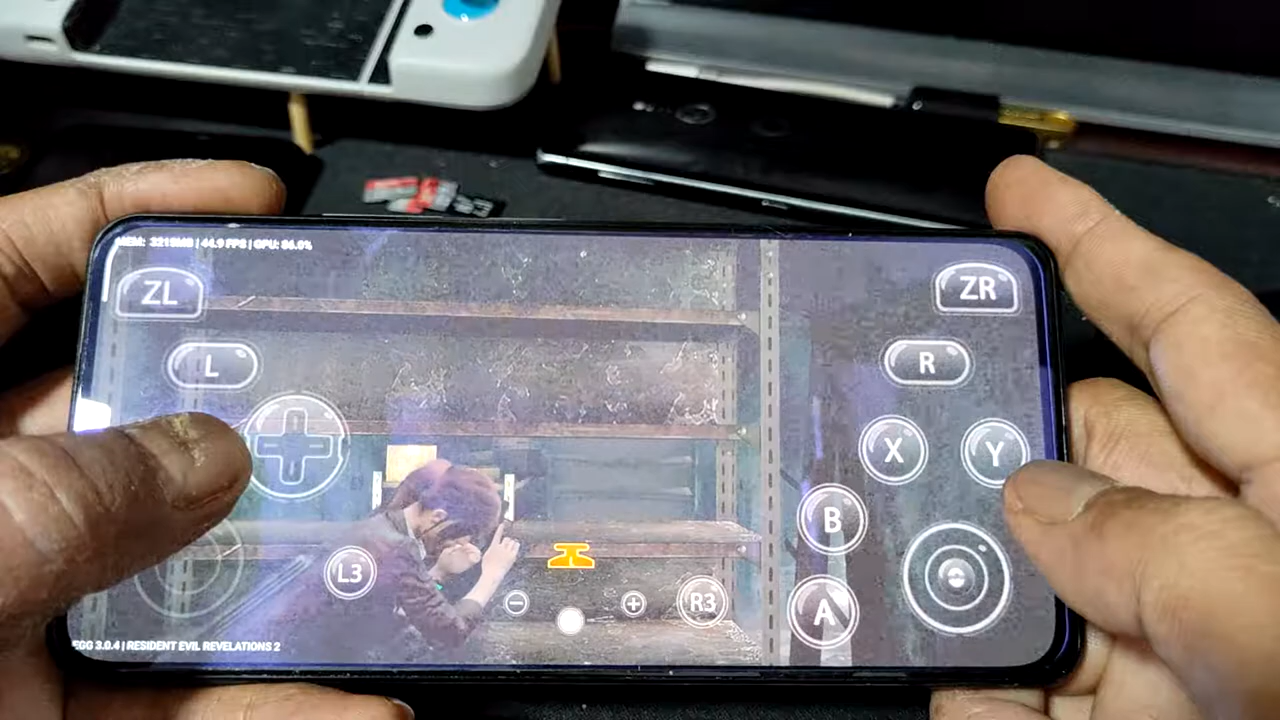 MEM: 3219MB | 44.9 FPS | GPU: 86.0%
ZL
ZR
L
R
X
Y
B
L3
R3
A
EGG 3.0.4 | RESIDENT EVIL REVELATIONS 2